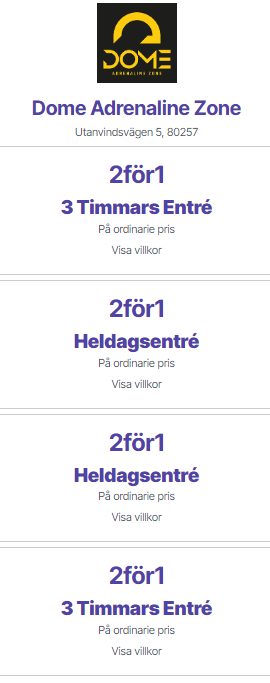 DOME
ADRENALINE ZONE
Dome Adrenaline Zone
Utanvindsvägen 5, 80257
2för1
3 Timmars Entré
På ordinarie pris
Visa villkor
2för1
Heldagsentré
På ordinarie pris
Visa villkor
2för1
Heldagsentré
På ordinarie pris
Visa villkor
2för1
3 Timmars Entré
På ordinarie pris
Visa villkor